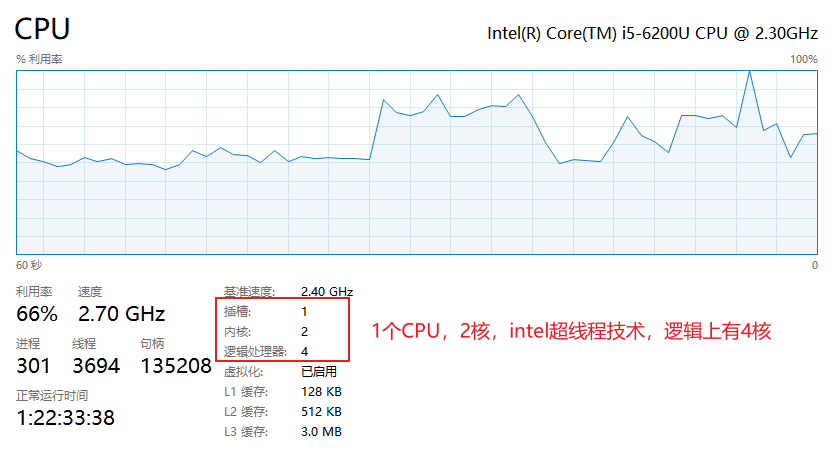 CPU
Intel(R) Core(TM) i5-6200U CPU @ 2.30GHz
% 利用率
100%
60 秒
0
利用率 速度
66% 2.70 GHz
进程 线程 句柄
301 3694 135208
正常运行时间
1:22:33:38
基准速度: 2.40 GHz
插槽: 1
内核: 2
逻辑处理器: 4
虚拟化: 已启用
L1 缓存: 128 KB
L2 缓存: 512 KB
L3 缓存: 3.0 MB
1个CPU，2核，intel超线程技术，逻辑上有4核